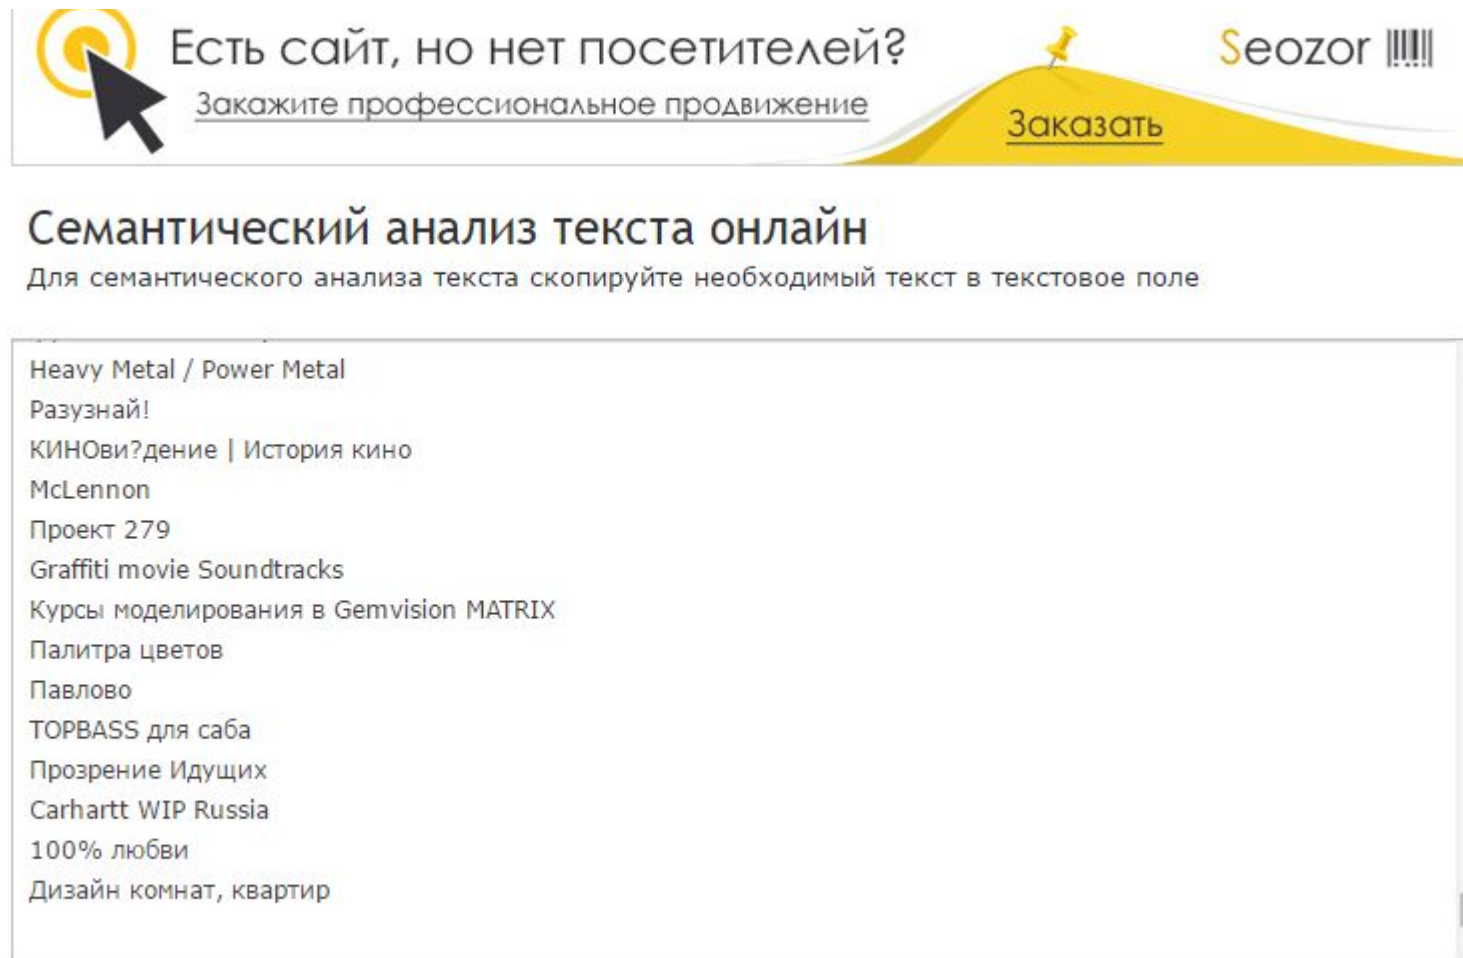 Есть сайт, но нет посетителей?
Закажите профессиональное продвижение
Заказать
Seozor
Семантический анализ текста онлайн
Для семантического анализа текста скопируйте необходимый текст в текстовое поле
Heavy Metal / Power Metal
Разузнай!
КИНОви?дение | История кино
McLennon
Проект 279
Graffiti movie Soundtracks
Курсы моделирования в Gemvision MATRIX
Палитра цветов
Павлово
TOPBASS для саба
Прозрение Идущих
Carhartt WIP Russia
100% любви
Дизайн комнат, квартир